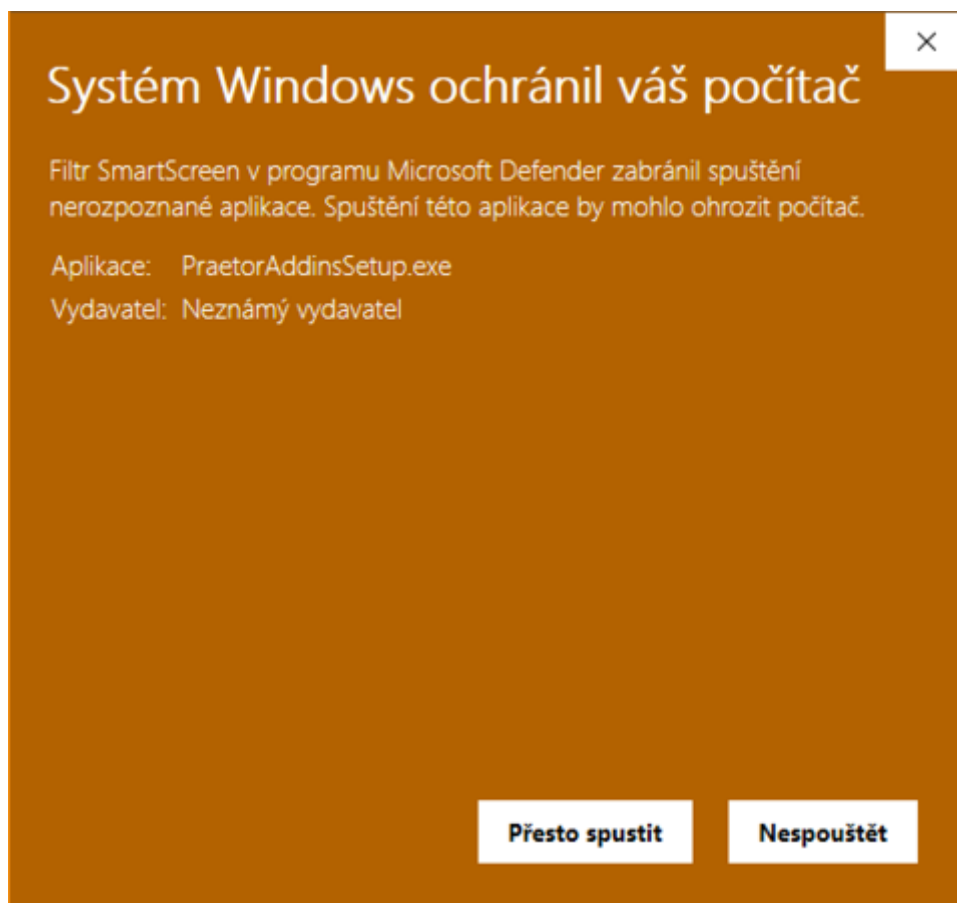 Systém Windows ochránil váš počítač
Filtr SmartScreen v programu Microsoft Defender zabránil spuštění
nerozpoznané aplikace. Spuštění této aplikace by mohlo ohrozit počítač.
Aplikace: PraetorAddinsSetup.exe
Vydavatel: Neznámý vydavatel
Přesto spustit Nespouštět